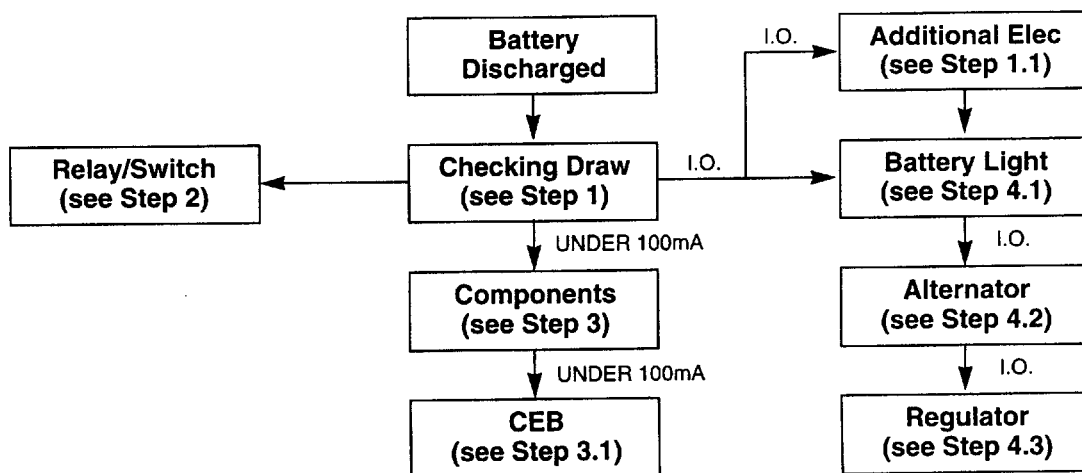 Battery
Discharged
I.O.
Additional Elec
(see Step 1.1)
Relay/Switch
(see Step 2)
Checking Draw
(see Step 1)
I.O.
Battery Light
(see Step 4.1)
UNDER 100mA
I.O.
Components
(see Step 3)
Alternator
(see Step 4.2)
UNDER 100mA
I.O.
CEB
(see Step 3.1)
Regulator
(see Step 4.3)